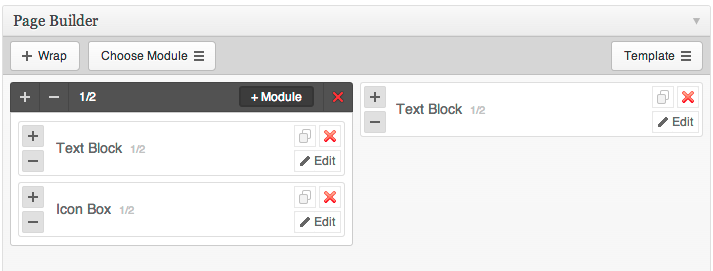 Page Builder
+ Wrap
Choose Module
Template
+ − 1/2 + Module
Text Block 1/2
Edit
Icon Box 1/2
Edit
Text Block 1/2
Edit